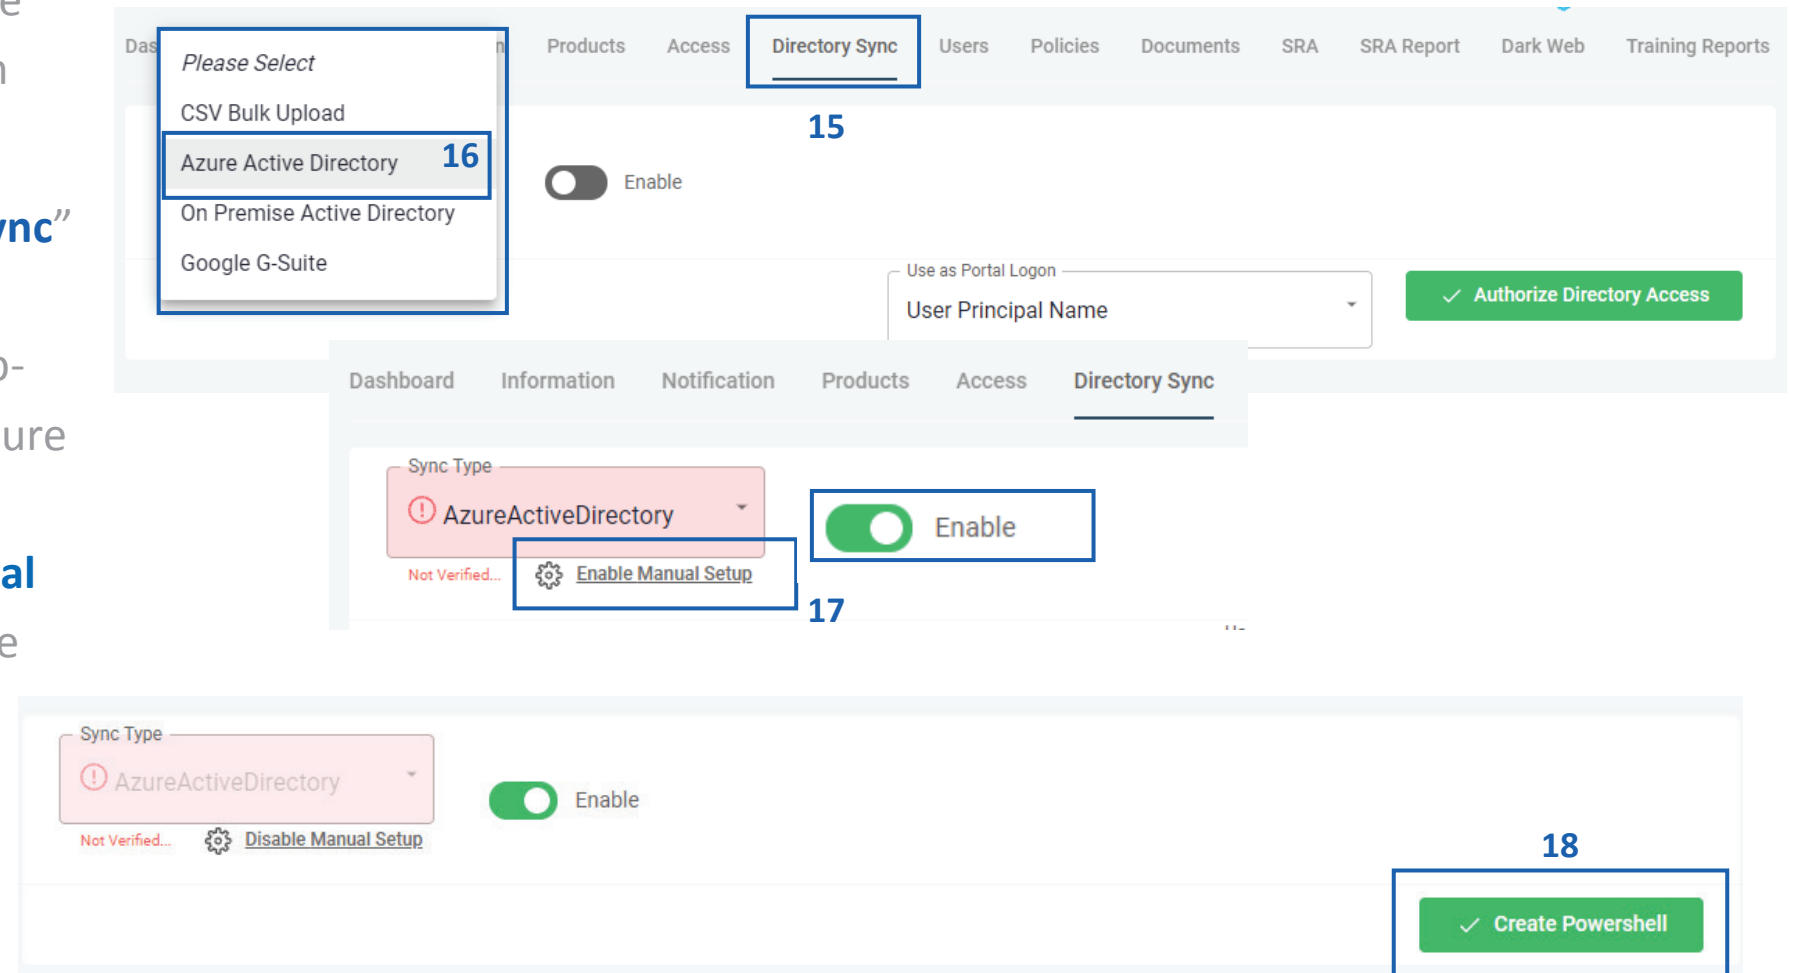 e
n
ync”
o-
ure
al
e
Products Access Directory Sync Users Policies Documents SRA SRA Report Dark Web Training Reports
15
Please Select
CSV Bulk Upload
Azure Active Directory 16
On Premise Active Directory
Google G-Suite
Enable
Use as Portal Logon
User Principal Name
Authorize Directory Access
Dashboard Information Notification Products Access Directory Sync
Sync Type
AzureActiveDirectory
Enable
Not Verified... Enable Manual Setup
17
Sync Type
AzureActiveDirectory
Enable
Not Verified... Disable Manual Setup
18
Create Powershell